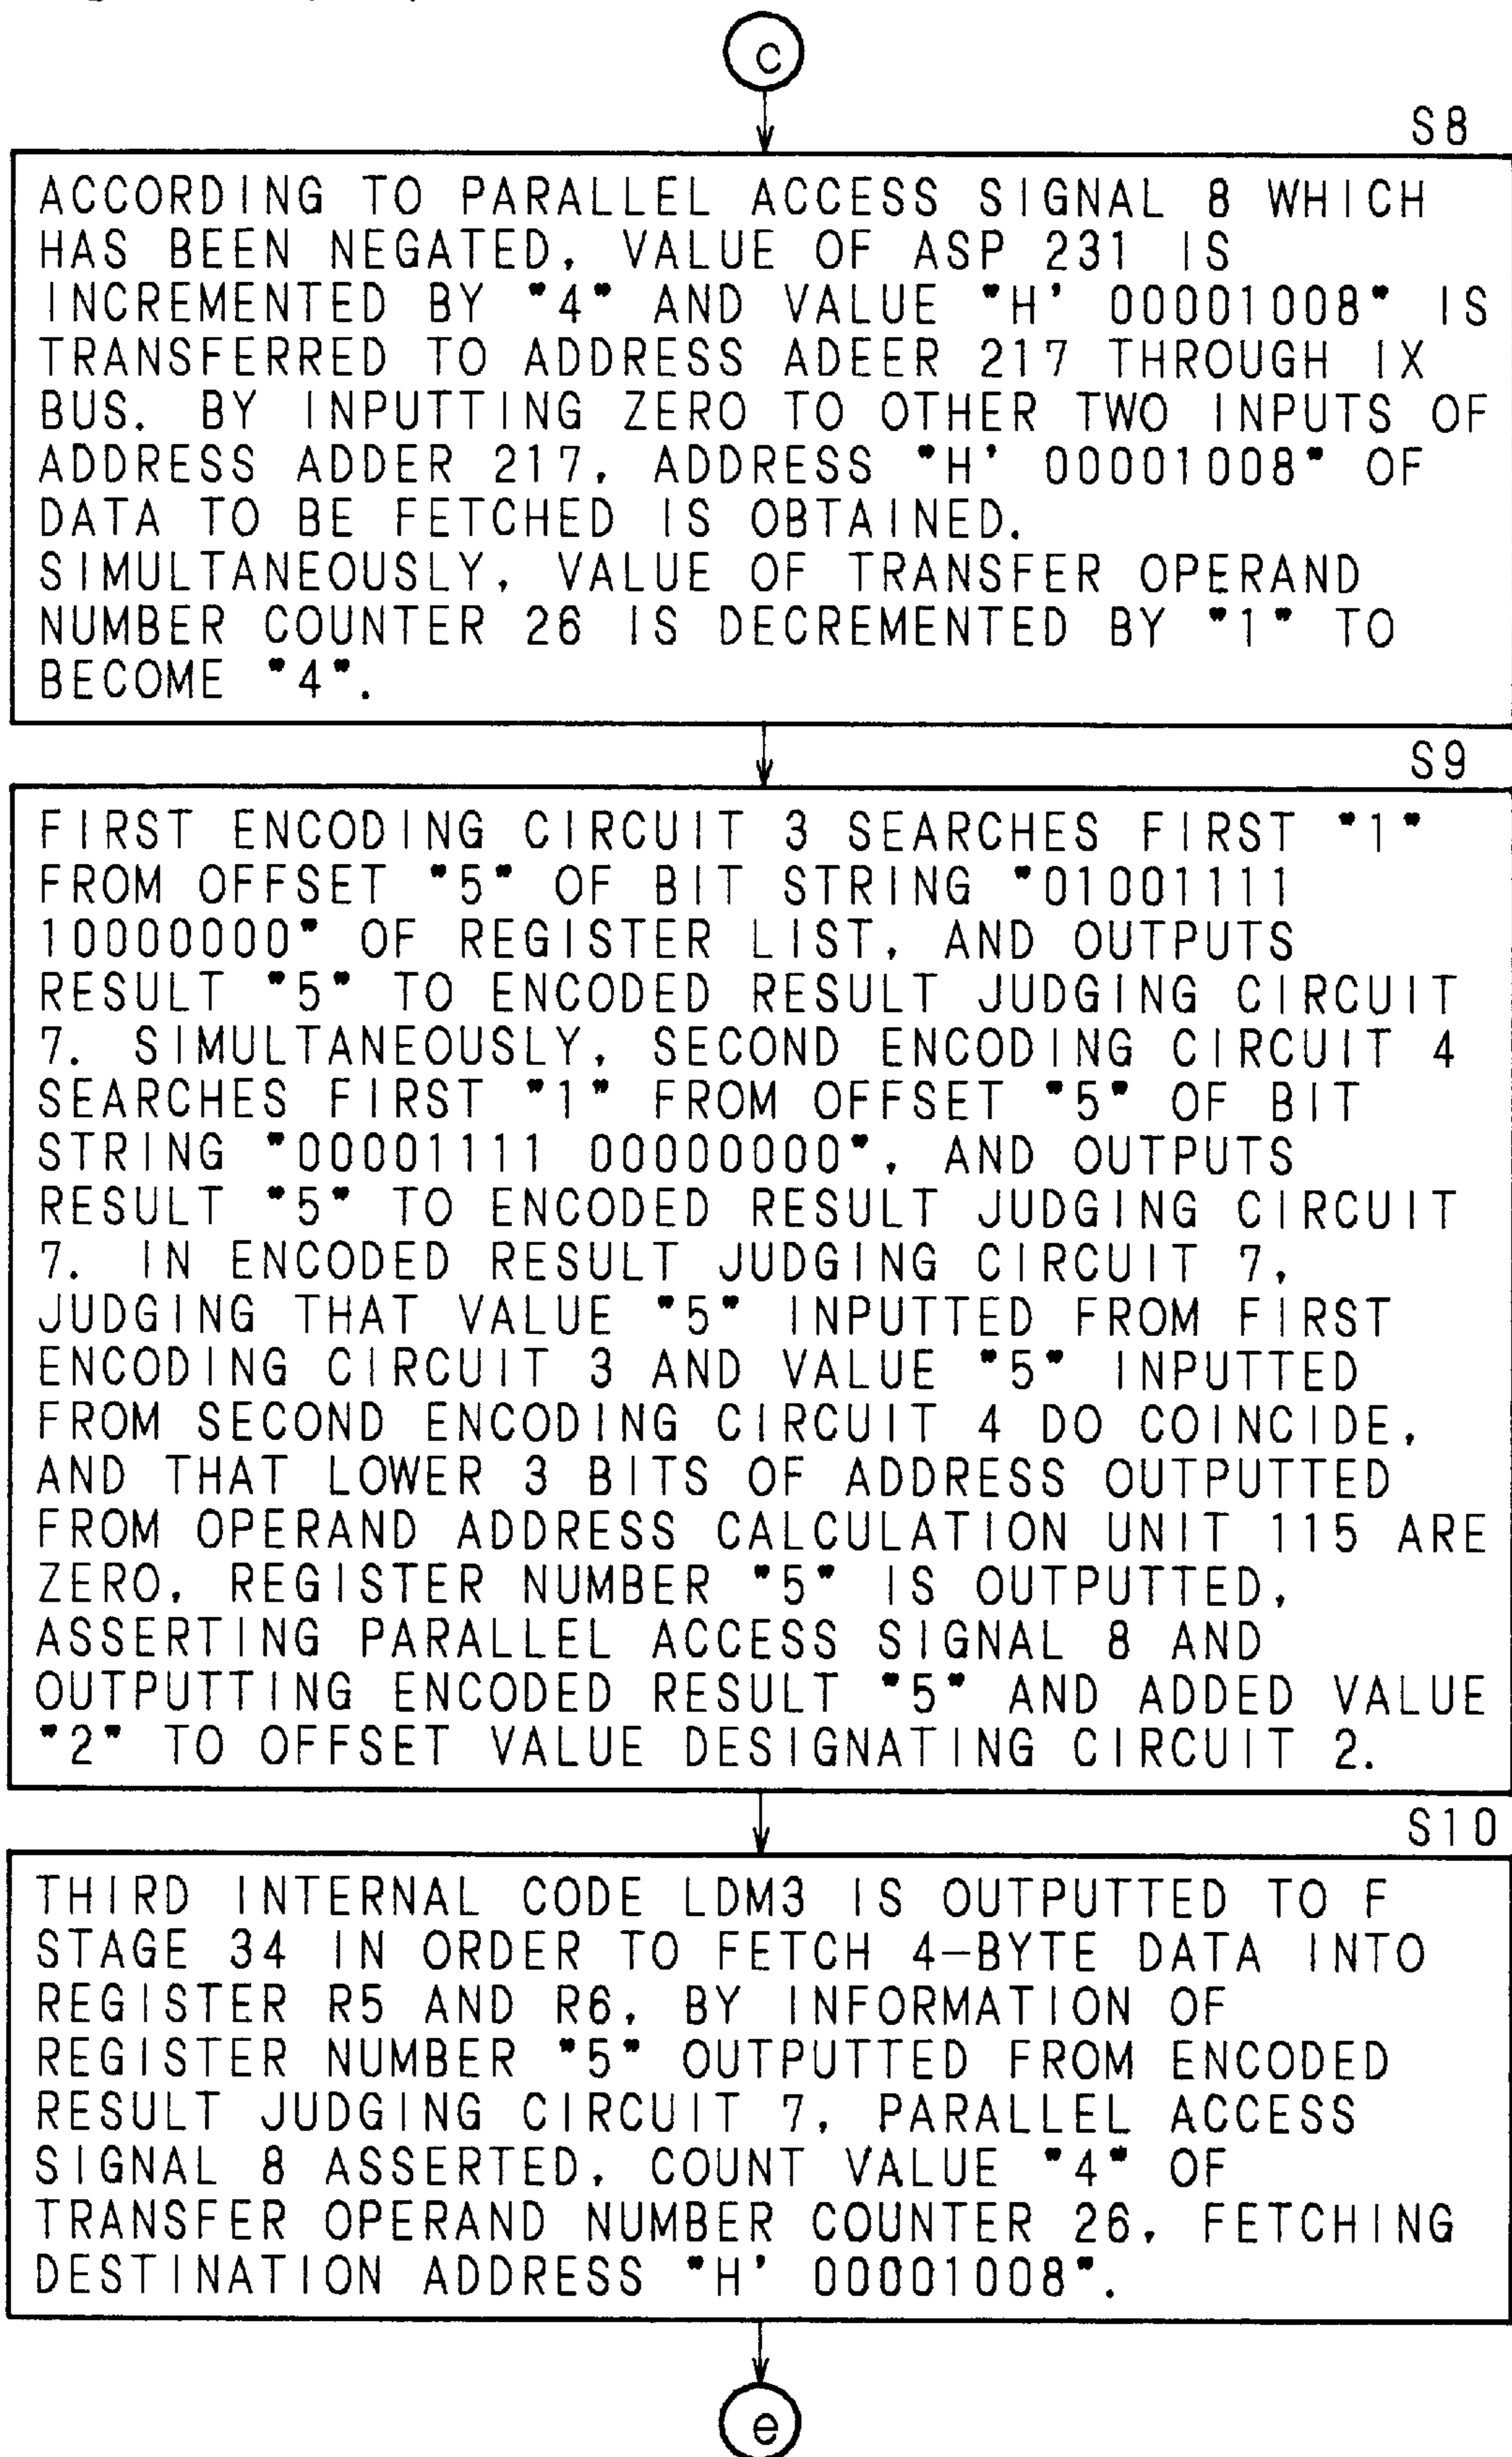 c
S8
ACCORDING TO PARALLEL ACCESS SIGNAL 8 WHICH
HAS BEEN NEGATED, VALUE OF ASP 231 IS
INCREMENTED BY "4" AND VALUE "H' 00001008" IS
TRANSFERRED TO ADDRESS ADEER 217 THROUGH IX
BUS. BY INPUTTING ZERO TO OTHER TWO INPUTS OF
ADDRESS ADDER 217, ADDRESS "H' 00001008" OF
DATA TO BE FETCHED IS OBTAINED.
SIMULTANEOUSLY, VALUE OF TRANSFER OPERAND
NUMBER COUNTER 26 IS DECREMENTED BY "1" TO
BECOME "4".
S9
FIRST ENCODING CIRCUIT 3 SEARCHES FIRST "1"
FROM OFFSET "5" OF BIT STRING "01001111
10000000" OF REGISTER LIST, AND OUTPUTS
RESULT "5" TO ENCODED RESULT JUDGING CIRCUIT
7. SIMULTANEOUSLY, SECOND ENCODING CIRCUIT 4
SEARCHES FIRST "1" FROM OFFSET "5" OF BIT
STRING "00001111 00000000", AND OUTPUTS
RESULT "5" TO ENCODED RESULT JUDGING CIRCUIT
7. IN ENCODED RESULT JUDGING CIRCUIT 7,
JUDGING THAT VALUE "5" INPUTTED FROM FIRST
ENCODING CIRCUIT 3 AND VALUE "5" INPUTTED
FROM SECOND ENCODING CIRCUIT 4 DO COINCIDE,
AND THAT LOWER 3 BITS OF ADDRESS OUTPUTTED
FROM OPERAND ADDRESS CALCULATION UNIT 115 ARE
ZERO, REGISTER NUMBER "5" IS OUTPUTTED,
ASSERTING PARALLEL ACCESS SIGNAL 8 AND
OUTPUTTING ENCODED RESULT "5" AND ADDED VALUE
"2" TO OFFSET VALUE DESIGNATING CIRCUIT 2.
S10
THIRD INTERNAL CODE LDM3 IS OUTPUTTED TO F
STAGE 34 IN ORDER TO FETCH 4-BYTE DATA INTO
REGISTER R5 AND R6, BY INFORMATION OF
REGISTER NUMBER "5" OUTPUTTED FROM ENCODED
RESULT JUDGING CIRCUIT 7, PARALLEL ACCESS
SIGNAL 8 ASSERTED, COUNT VALUE "4" OF
TRANSFER OPERAND NUMBER COUNTER 26, FETCHING
DESTINATION ADDRESS "H' 00001008".
e